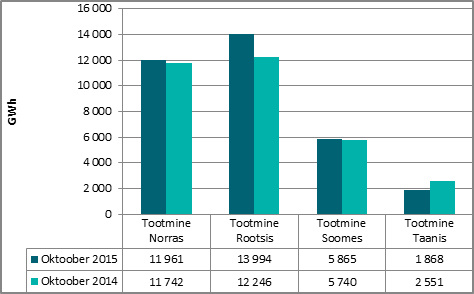 16 000
14 000
12 000
10 000
8 000
6 000
4 000
2 000
0
GWh
Tootmine Norras
Tootmine Rootsis
Tootmine Soomes
Tootmine Taanis
Oktoober 2015 11 961 13 994 5 865 1 868
Oktoober 2014 11 742 12 246 5 740 2 551